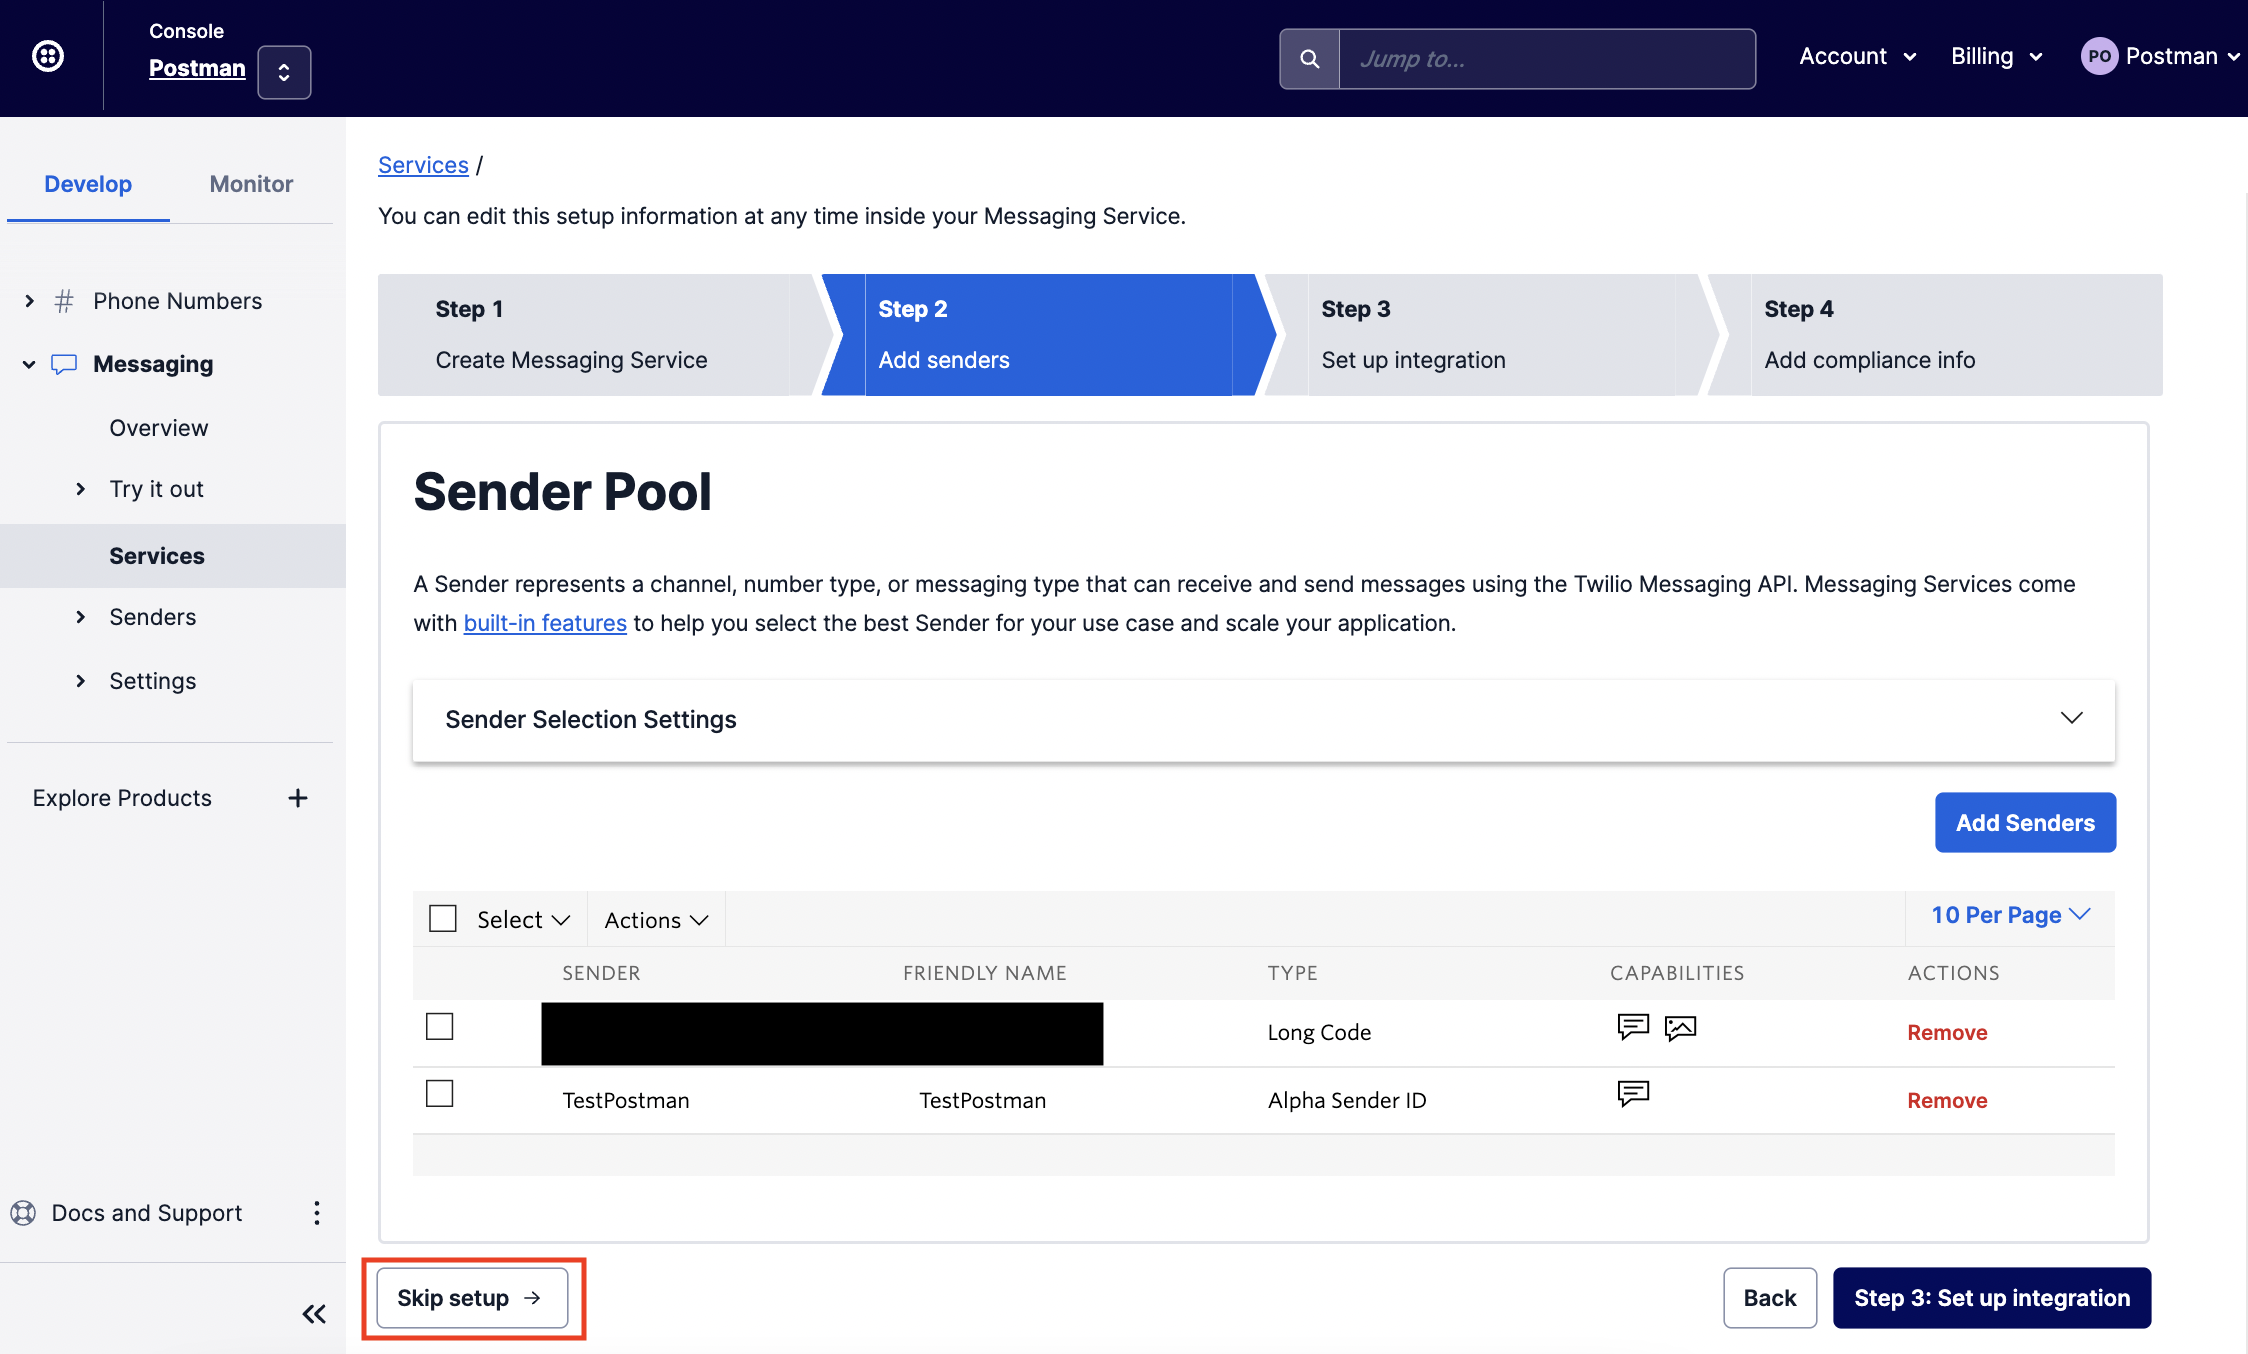 Console
Postman
Jump to...
Account
Billing
PO Postman
Develop
Monitor
# Phone Numbers
Messaging
Overview
Try it out
Services
Senders
Settings
Explore Products
Docs and Support
Services /
You can edit this setup information at any time inside your Messaging Service.
Step 1
Create Messaging Service
Step 2
Add senders
Step 3
Set up integration
Step 4
Add compliance info
Sender Pool
A Sender represents a channel, number type, or messaging type that can receive and send messages using the Twilio Messaging API. Messaging Services come
with built-in features to help you select the best Sender for your use case and scale your application.
Sender Selection Settings
Add Senders
Select Actions 10 Per Page
SENDER FRIENDLY NAME TYPE CAPABILITIES ACTIONS
Long Code Remove
TestPostman TestPostman Alpha Sender ID Remove
Skip setup →
Back
Step 3: Set up integration